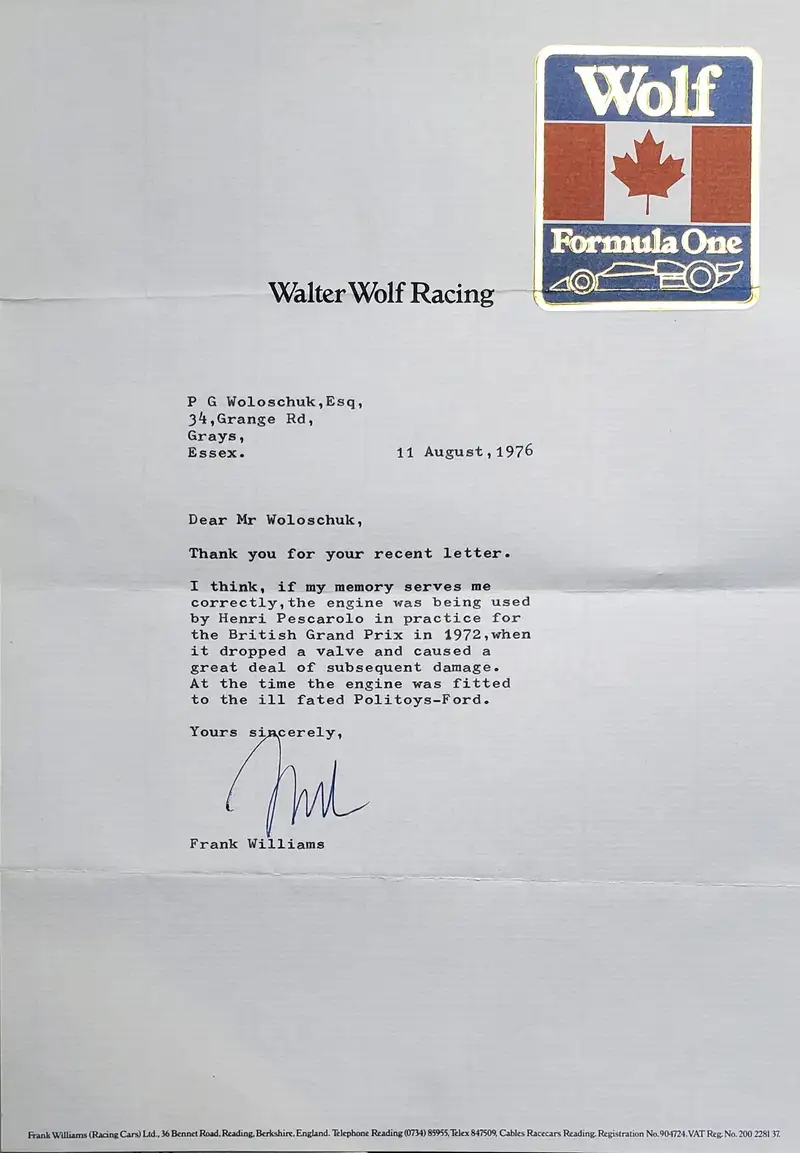 Wolf
Formula One
Walter Wolf Racing
P G Woloschuk,Esq,
34,Grange Rd,
Grays,
Essex.
11 August,1976
Dear Mr Woloschuk,
Thank you for your recent letter.
I think, if my memory serves me
correctly,the engine was being used
by Henri Pescarolo in practice for
the British Grand Prix in 1972,when
it dropped a valve and caused a
great deal of subsequent damage.
At the time the engine was fitted
to the ill fated Politoys-Ford.
Yours sincerely,
Frank Williams
Frank Williams (Racing Cars) Ltd., 36 Bennet Road, Reading, Berkshire, England. Telephone Reading (0734) 85955, Telex 847509, Cables Racecars Reading. Registration No. 904724. VAT Reg. No. 200 2281 37.